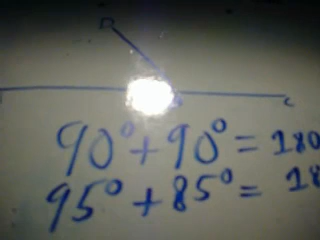 90° + 90° = 180
95° + 85° = 18